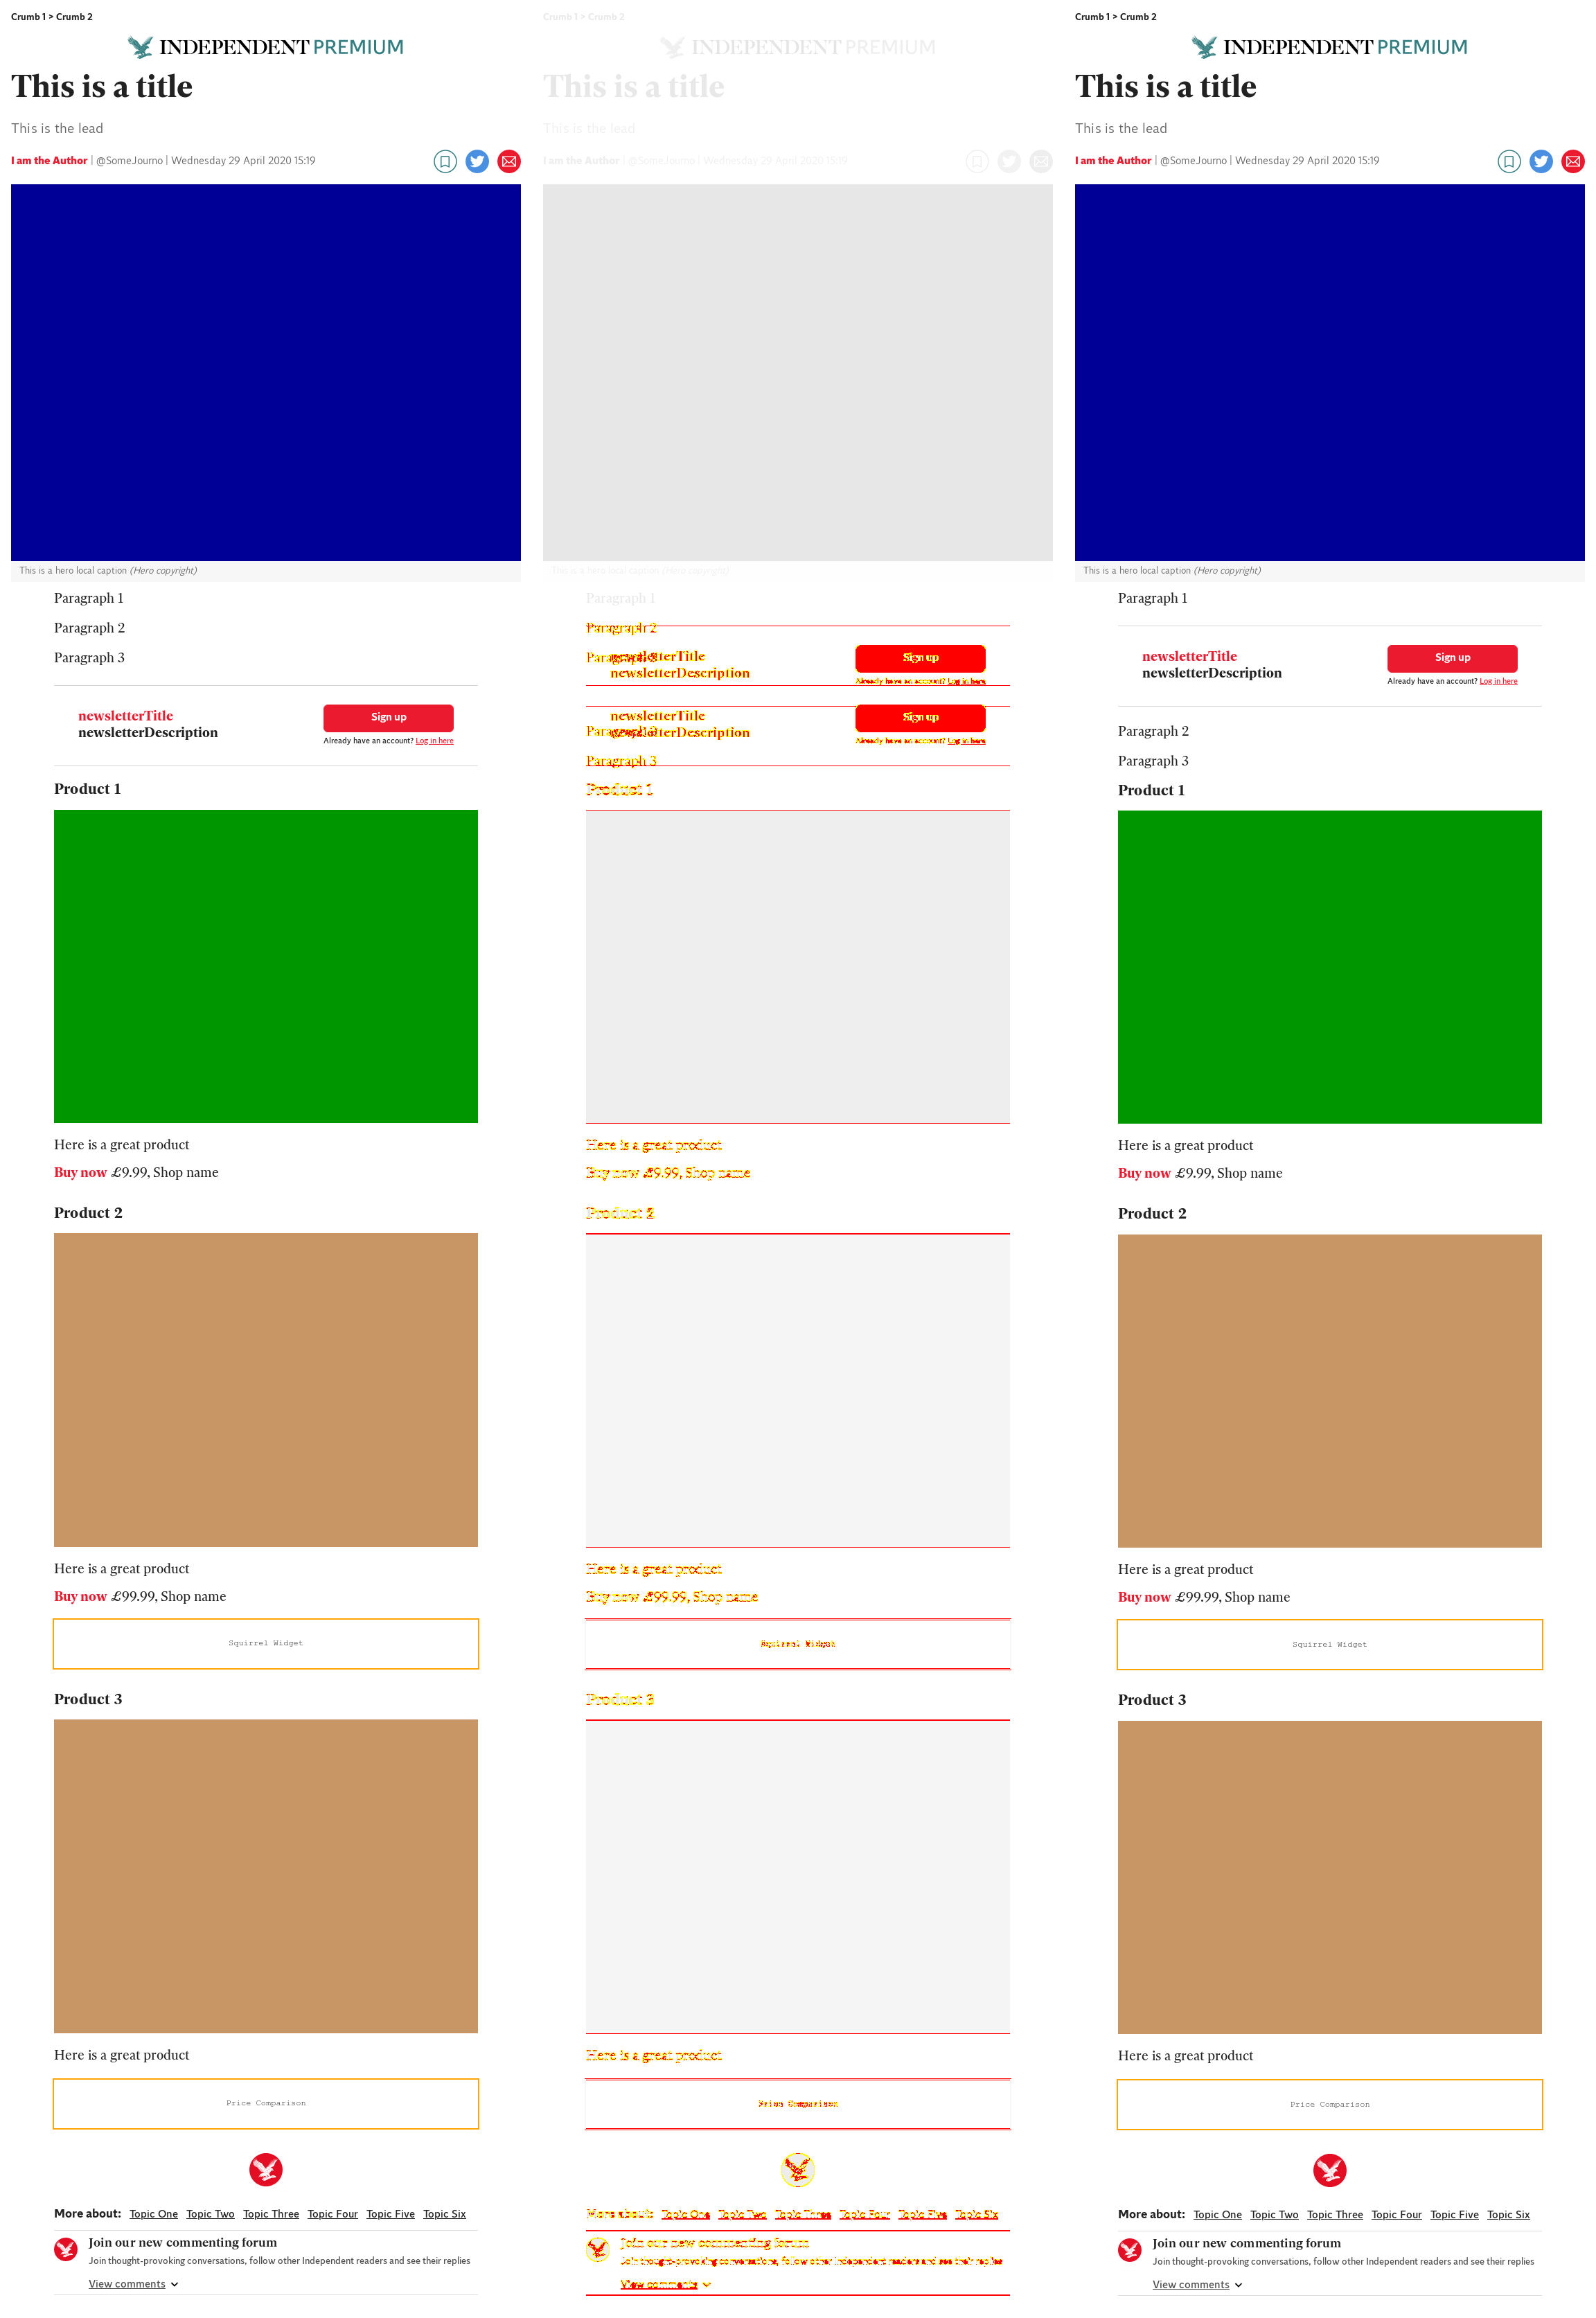 Crumb 1 > Crumb 2
INDEPENDENT PREMIUM
This is a title
This is the lead
I am the Author | @SomeJourno | Wednesday 29 April 2020 15:19
This is a hero local caption (Hero copyright)
Paragraph 1
Paragraph 2
Paragraph 3
newsletterTitle
newsletterDescription
Sign up
Already have an account? Log in here
Product 1
Here is a great product
Buy now £9.99, Shop name
Product 2
Here is a great product
Buy now £99.99, Shop name
Squirrel Widget
Product 3
Here is a great product
Price Comparison
More about: Topic One Topic Two Topic Three Topic Four Topic Five Topic Six
Join our new commenting forum
Join thought-provoking conversations, follow other Independent readers and see their replies
View comments
Crumb 1 > Crumb 2
INDEPENDENT PREMIUM
This is a title
This is the lead
I am the Author | @SomeJourno | Wednesday 29 April 2020 15:19
This is a hero local caption (Hero copyright)
Paragraph 1
Paragraph 2
Paragraph 3
newsletterTitle
newsletterDescription
Sign up
Already have an account? Log in here
newsletterTitle
Paragraph 2
newsletterDescription
Sign up
Already have an account? Log in here
Paragraph 3
Product 1
Here is a great product
Buy now £9.99, Shop name
Product 2
Here is a great product
Buy now £99.99, Shop name
Squirrel Widget
Product 3
Here is a great product
Price Comparison
More about: Topic One Topic Two Topic Three Topic Four Topic Five Topic Six
Join our new commenting forum
Join thought-provoking conversations, follow other Independent readers and see their replies
View comments
Crumb 1 > Crumb 2
INDEPENDENT PREMIUM
This is a title
This is the lead
I am the Author | @SomeJourno | Wednesday 29 April 2020 15:19
This is a hero local caption (Hero copyright)
Paragraph 1
newsletterTitle
newsletterDescription
Sign up
Already have an account? Log in here
Paragraph 2
Paragraph 3
Product 1
Here is a great product
Buy now £9.99, Shop name
Product 2
Here is a great product
Buy now £99.99, Shop name
Squirrel Widget
Product 3
Here is a great product
Price Comparison
More about: Topic One Topic Two Topic Three Topic Four Topic Five Topic Six
Join our new commenting forum
Join thought-provoking conversations, follow other Independent readers and see their replies
View comments